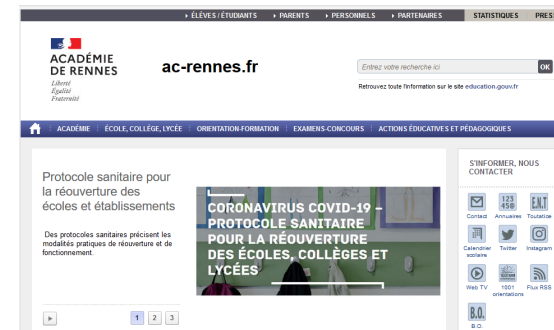 ÉLÈVES / ÉTUDIANTS PARENTS PERSONNELS PARTENAIRES STATISTIQUES PRES
ACADÉMIE
DE RENNES
Liberté
Égalité
Fraternité
ac-rennes.fr
Entrez votre recherche ici
OK
Retrouvez toute l'information sur le site education.gouv.fr
ACADÉMIE ÉCOLE, COLLÈGE, LYCÉE ORIENTATION-FORMATION EXAMENS-CONCOURS ACTIONS ÉDUCATIVES ET PÉDAGOGIQUES
Protocole sanitaire pour
la réouverture des
écoles et établissements
Des protocoles sanitaires précisent les
modalités pratiques de réouverture et de
fonctionnement.
1 2 3
CORONAVIRUS COVID-19 –
PROTOCOLE SANITAIRE
POUR LA RÉOUVERTURE
DES ÉCOLES, COLLÈGES ET
LYCÉES
S'INFORMER, NOUS
CONTACTER
123
450
E.N.T
Contact Annuaires Toutatice
Calendrier
scolaire
Twitter Instagram
Web TV 1001
orientations
Flux RSS
B.O.
B.O.